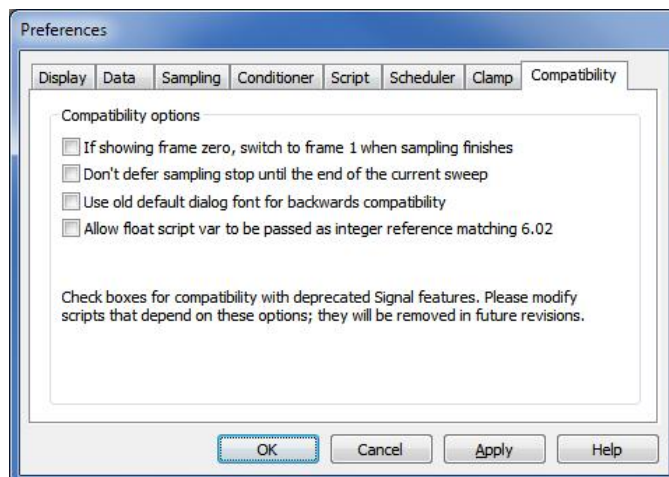 Preferences
Display Data Sampling Conditioner Script Scheduler Clamp Compatibility
Compatibility options
If showing frame zero, switch to frame 1 when sampling finishes
Don't defer sampling stop until the end of the current sweep
Use old default dialog font for backwards compatibility
Allow float script var to be passed as integer reference matching 6.02
Check boxes for compatibility with deprecated Signal features. Please modify
scripts that depend on these options; they will be removed in future revisions.
OK Cancel Apply Help